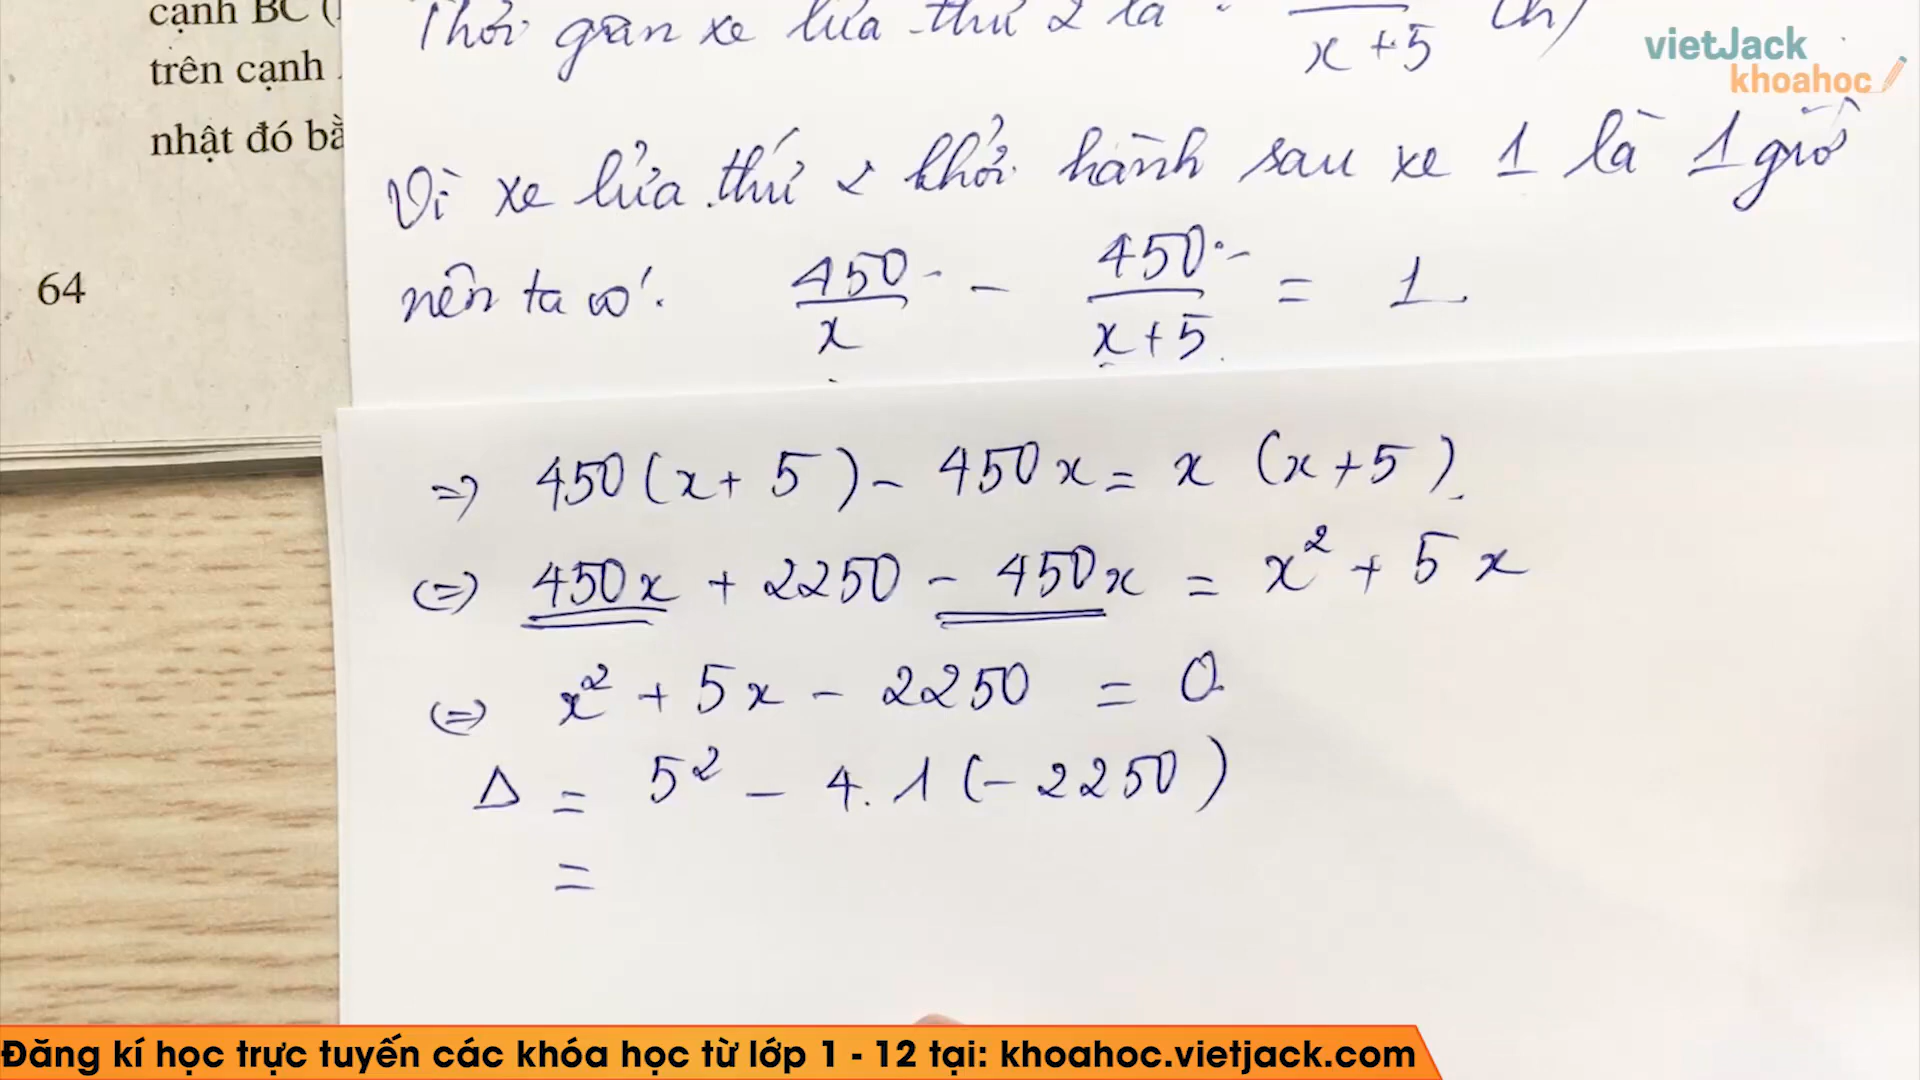 cạnh BC (
trên cạnh
nhật đó bằ
64
Thời gian xe lửa thứ 2 là : / x + 5 (h)
Vì xe lửa thứ 2 khởi hành sau xe 1 là 1 giờ
nên ta có: 450/x - 450/x + 5 = 1
=> 450 (x + 5) - 450x = x (x + 5)
<=> 450x + 2250 - 450x = x² + 5x
<=> x² + 5x - 2250 = 0
Δ = 5² - 4.1 (-2250)
=
vietJack
khoahoc
Đăng kí học trực tuyến các khóa học từ lớp 1 - 12 tại: khoahoc.vietjack.com